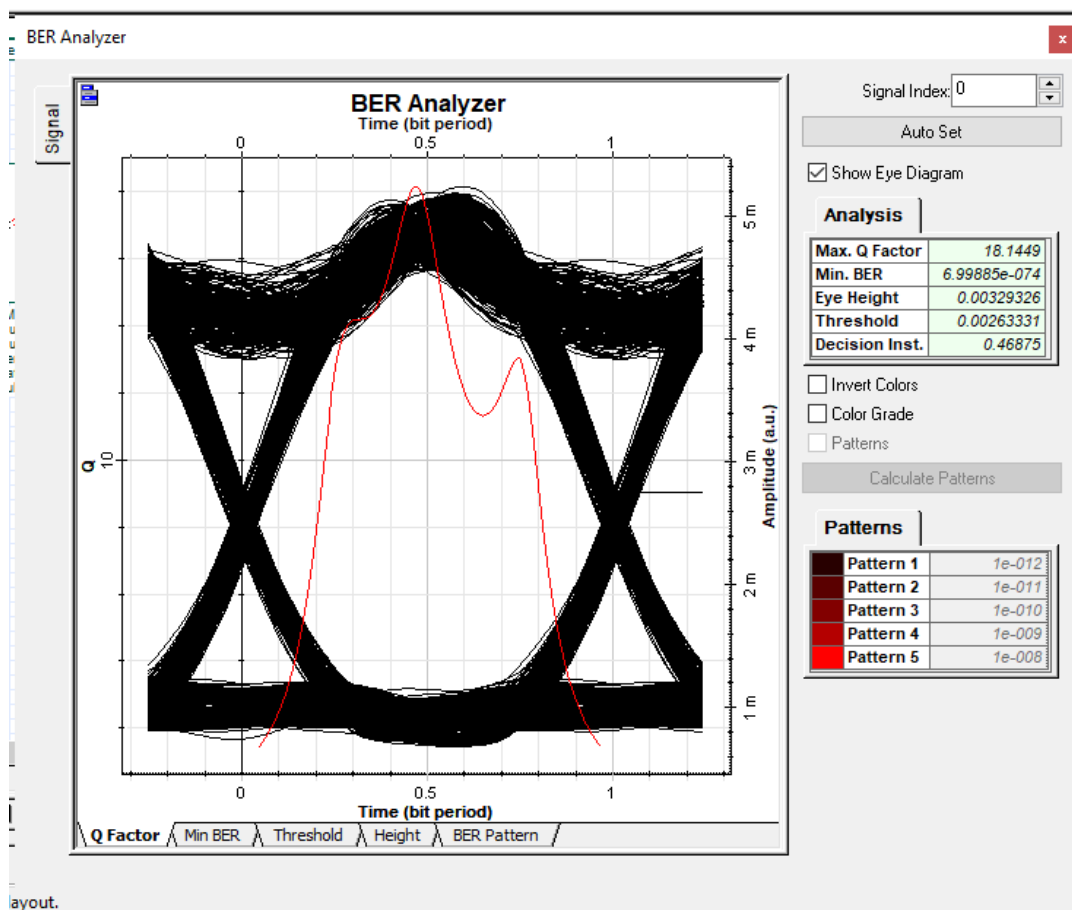 BER Analyzer
x
Signal
BER Analyzer
Time (bit period)
0 0.5 1
Q
10
5 m
4 m
3 m
2 m
1 m
Amplitude (a.u.)
0 0.5 1
Time (bit period)
Q Factor Min BER Threshold Height BER Pattern
Signal Index: 0
Auto Set
Show Eye Diagram
Analysis
Max. Q Factor 18.1449
Min. BER 6.99885e-074
Eye Height 0.00329326
Threshold 0.00263331
Decision Inst. 0.46875
Invert Colors
Color Grade
Patterns
Calculate Patterns
Patterns
Pattern 1 1e-012
Pattern 2 1e-011
Pattern 3 1e-010
Pattern 4 1e-009
Pattern 5 1e-008
layout.